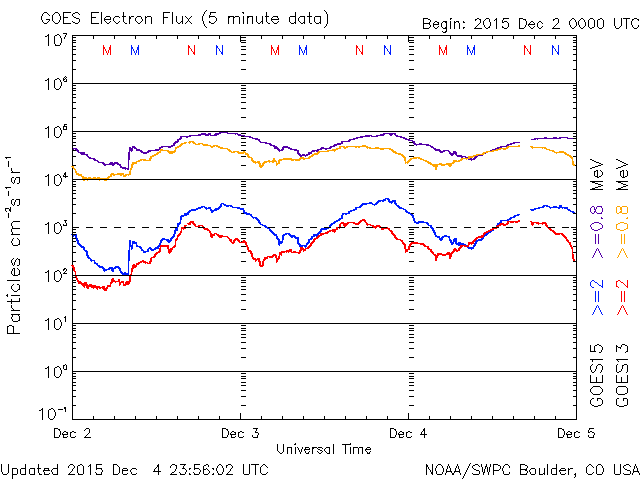 GOES Electron Flux (5 minute data)
Begin: 2015 Dec 2 0000 UTC
M M N N M M N N M M N N
10⁷
10⁶
10⁵
10⁴
10³
10²
10¹
10⁰
10⁻¹
Particles cm⁻²s⁻¹sr⁻¹
Dec 2 Dec 3 Dec 4 Dec 5
Universal Time
GOES15 >=2 >=0.8 MeV
GOES13 >=2 >=0.8 MeV
Updated 2015 Dec 4 23:56:02 UTC
NOAA/SWPC Boulder, CO USA